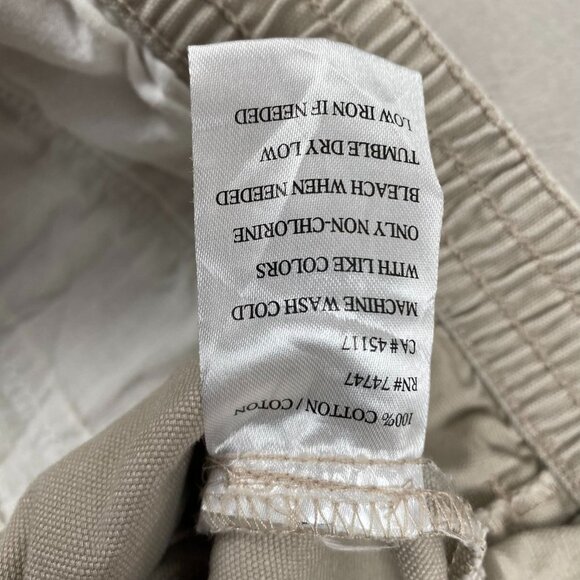 100% COTTON / COTON
RN# 74747
CA# 45117
MACHINE WASH COLD
WITH LIKE COLORS
ONLY NON-CHLORINE
BLEACH WHEN NEEDED
TUMBLE DRY LOW
LOW IRON IF NEEDED